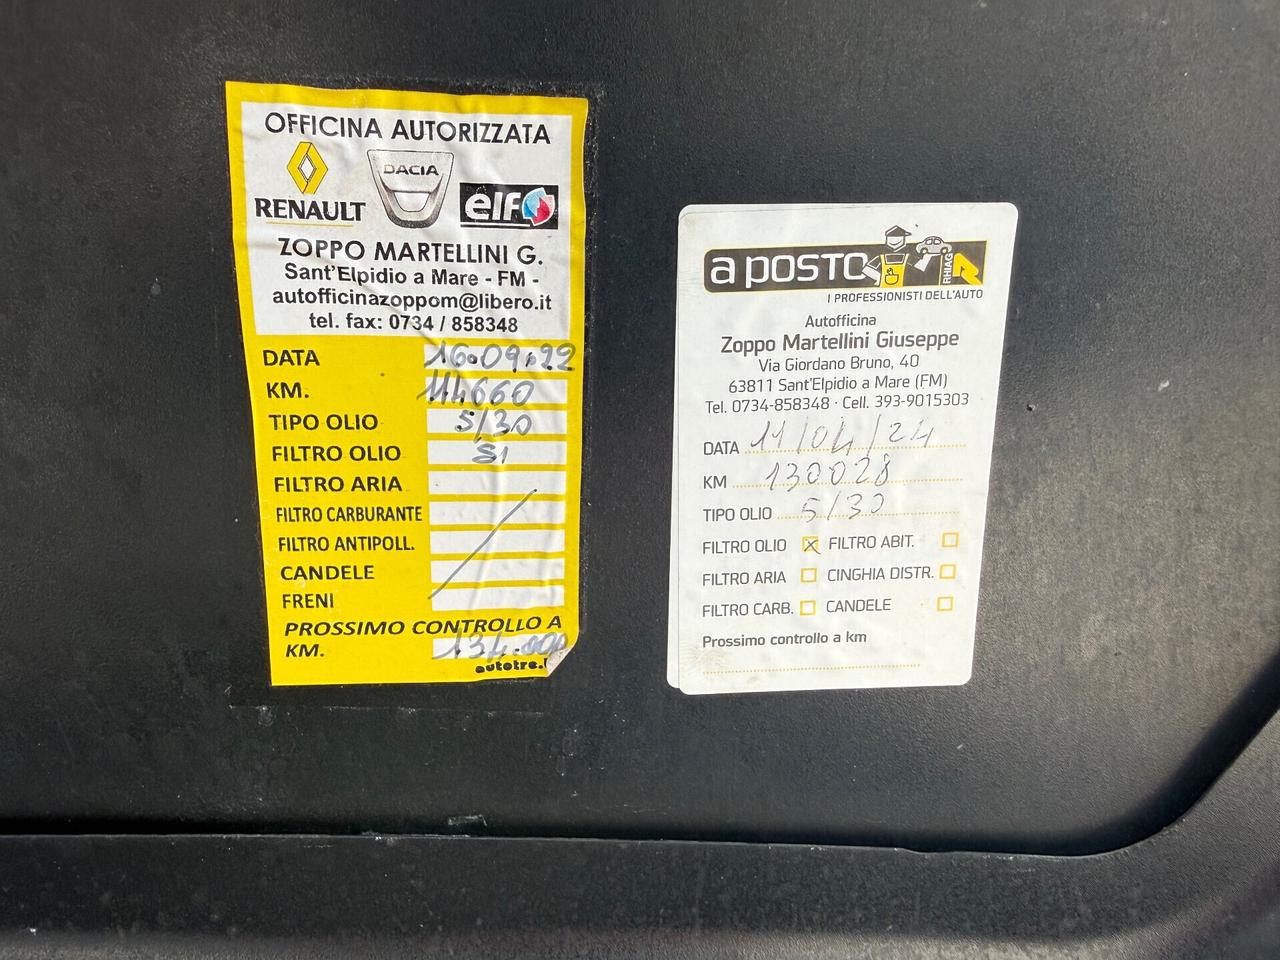 OFFICINA AUTORIZZATA
RENAULT
DACIA
elf
ZOPPO MARTELLINI G.
Sant'Elpidio a Mare - FM -
autofficinazoppom@libero.it
tel. fax: 0734 / 858348
DATA 16.09.22
KM. 114660
TIPO OLIO 5/30
FILTRO OLIO SI
FILTRO ARIA
FILTRO CARBURANTE
FILTRO ANTIPOLL.
CANDELE
FRENI
PROSSIMO CONTROLLO A
KM. 134.000
a posto
RHIAG
I PROFESSIONISTI DELL'AUTO
Autofficina
Zoppo Martellini Giuseppe
Via Giordano Bruno, 40
63811 Sant'Elpidio a Mare (FM)
Tel. 0734-858348 · Cell. 393-9015303
DATA 11/04/24
KM 130028
TIPO OLIO 5/30
FILTRO OLIO X FILTRO ABIT.
FILTRO ARIA CINGHIA DISTR.
FILTRO CARB. CANDELE
Prossimo controllo a km